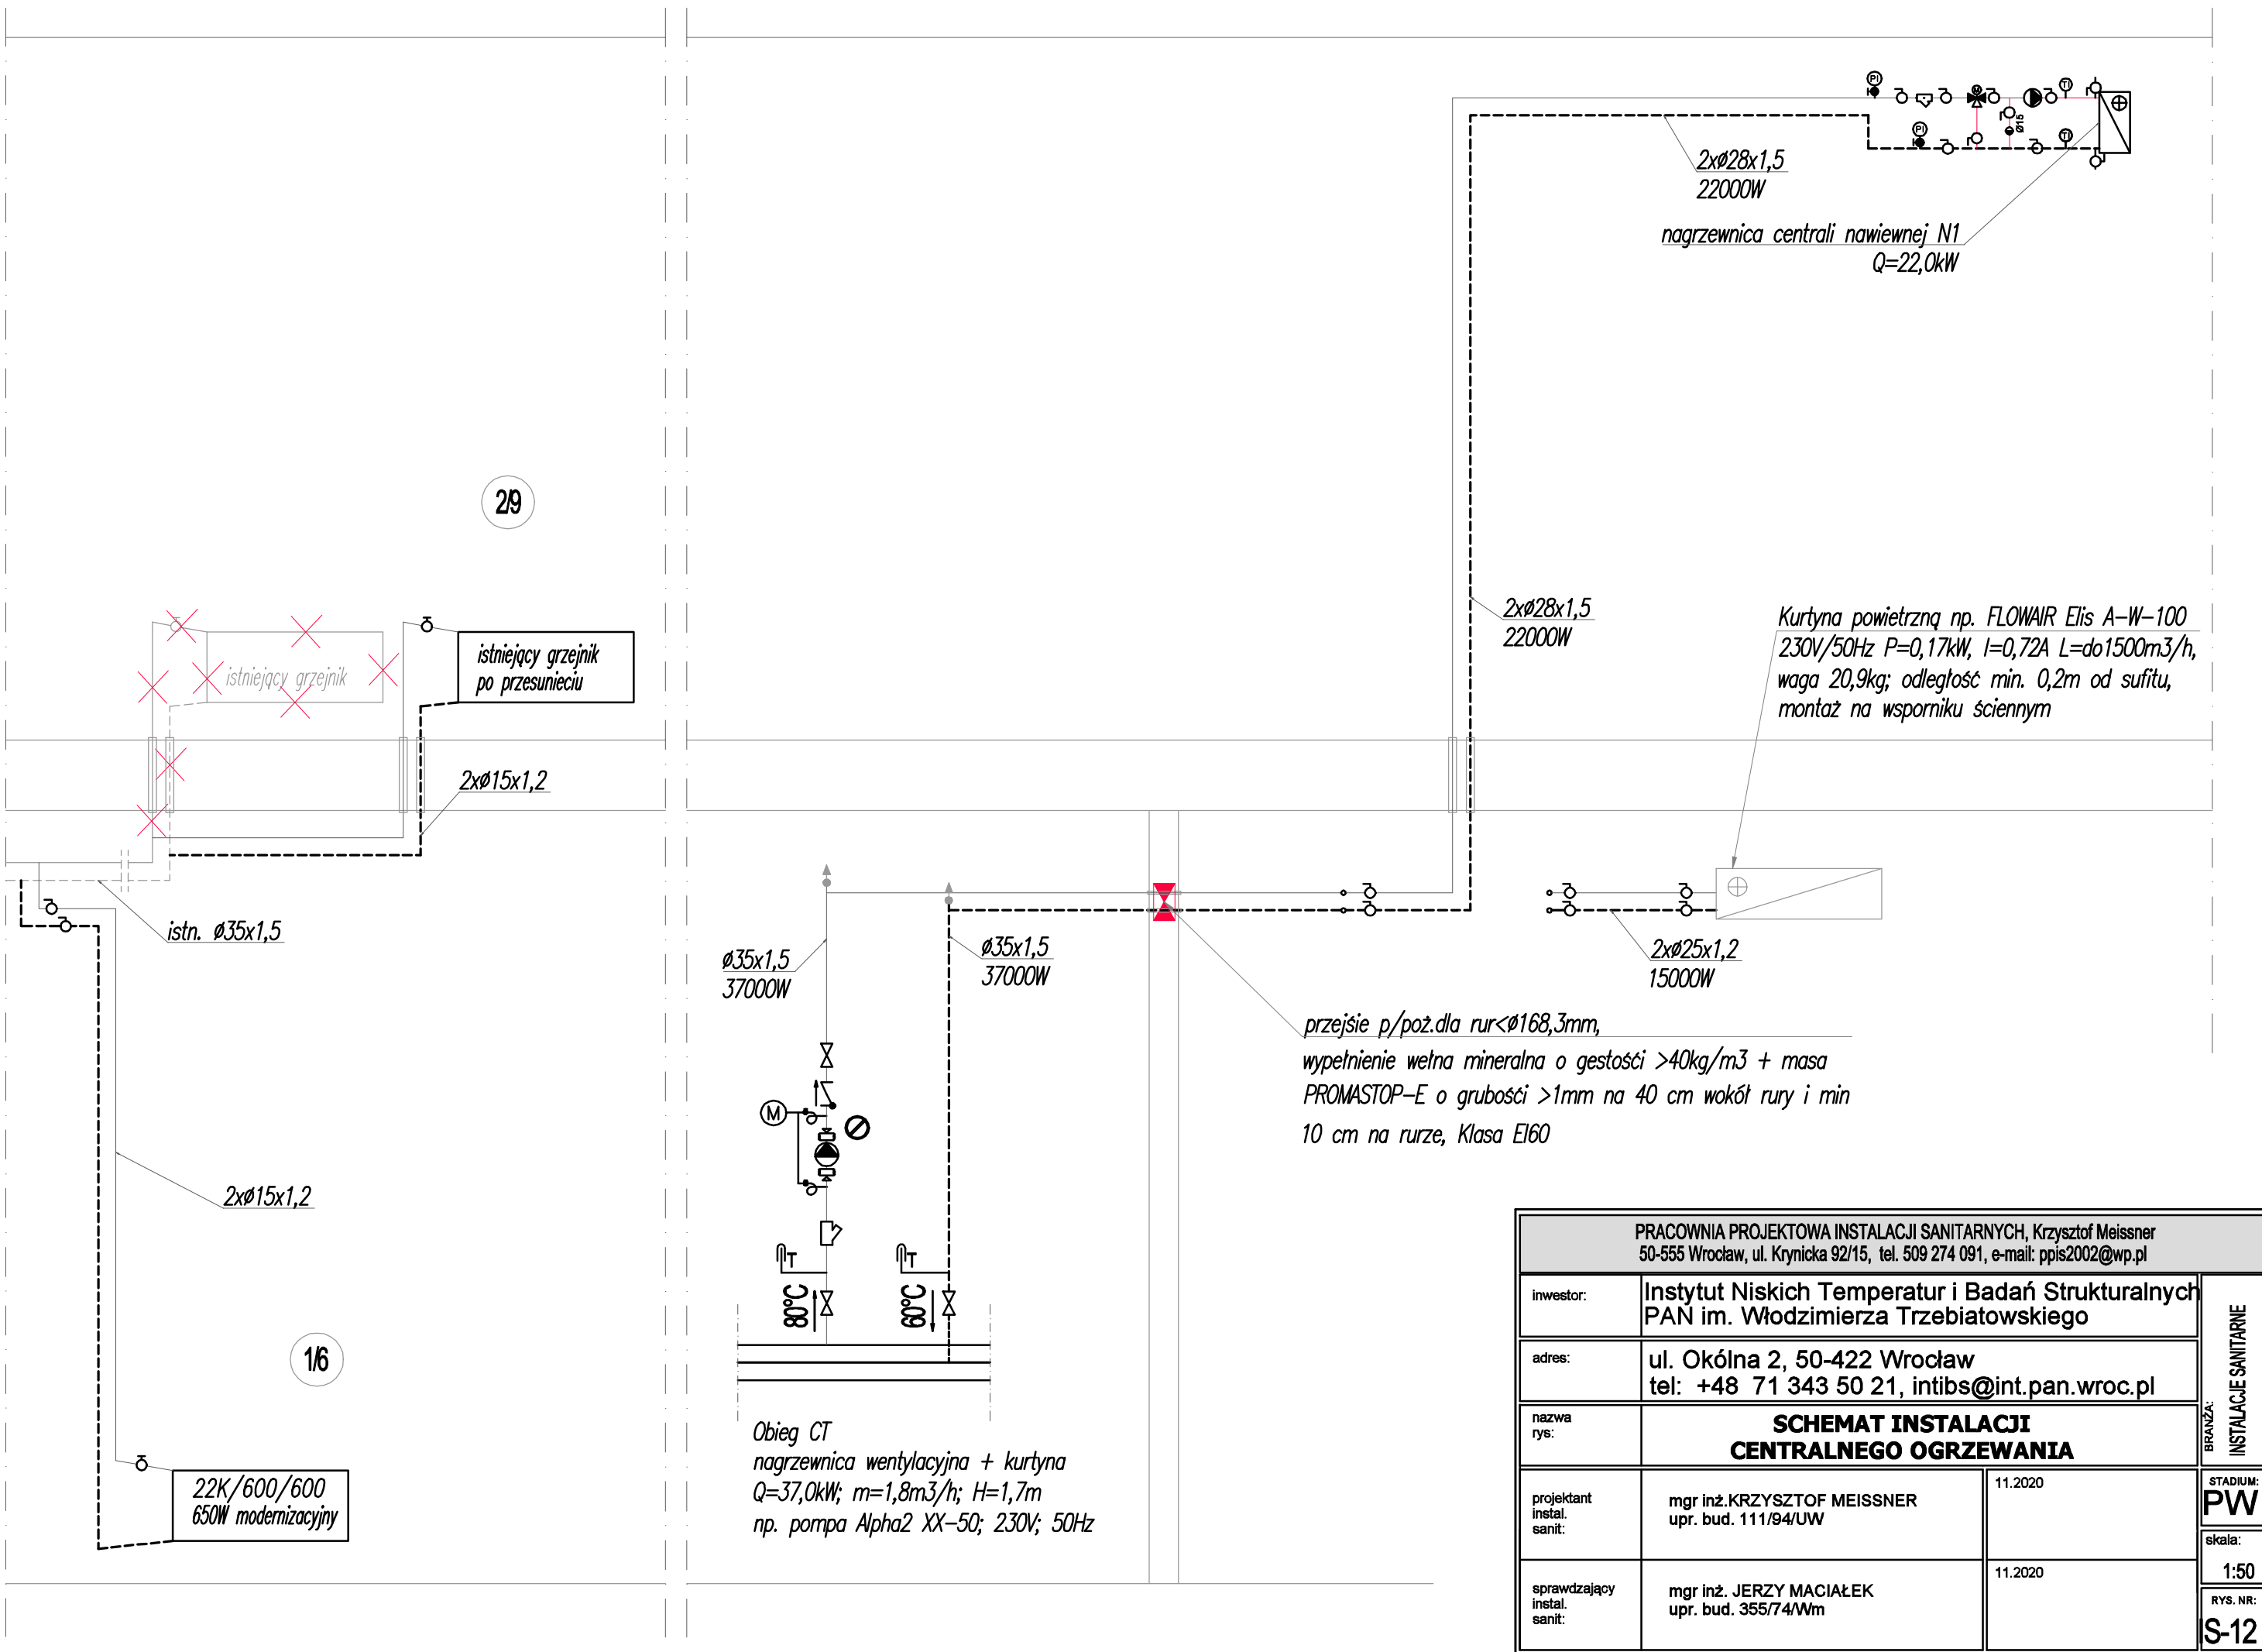 PI
M
TI
Ø15
PI
TI
2xø28x1,5
22000W
nagrzewnica centrali nawiewnej N1
Q=22,0kW
2/9
istniejący grzejnik
istniejący grzejnik
po przesunieciu
2xø15x1,2
istn. ø35x1,5
2xø28x1,5
22000W
Kurtyna powietrzną np. FLOWAIR Elis A-W-100
230V/50Hz P=0,17kW, I=0,72A L=do1500m3/h,
waga 20,9kg; odległość min. 0,2m od sufitu,
montaż na wsporniku ściennym
ø35x1,5
37000W
ø35x1,5
37000W
2xø25x1,2
15000W
przejśie p/poż.dla rur<ø168,3mm,
wypełnienie wełna mineralna o gestośći >40kg/m3 + masa
PROMASTOP-E o grubośći >1mm na 40 cm wokół rury i min
10 cm na rurze, Klasa EI60
M
T
T
80°C
60°C
2xø15x1,2
1/6
22K/600/600
650W modernizacyjny
Obieg CT
nagrzewnica wentylacyjna + kurtyna
Q=37,0kW; m=1,8m3/h; H=1,7m
np. pompa Alpha2 XX-50; 230V; 50Hz
PRACOWNIA PROJEKTOWA INSTALACJI SANITARNYCH, Krzysztof Meissner
50-555 Wrocław, ul. Krynicka 92/15, tel. 509 274 091, e-mail: ppis2002@wp.pl
inwestor:
Instytut Niskich Temperatur i Badań Strukturalnych
PAN im. Włodzimierza Trzebiatowskiego
adres:
ul. Okólna 2, 50-422 Wrocław
tel: +48 71 343 50 21, intibs@int.pan.wroc.pl
BRANŻA:
INSTALACJE SANITARNE
nazwa
rys:
SCHEMAT INSTALACJI
CENTRALNEGO OGRZEWANIA
projektant
instal.
sanit:
mgr inż.KRZYSZTOF MEISSNER
upr. bud. 111/94/UW
11.2020
STADIUM:
PW
skala:
1:50
sprawdzający
instal.
sanit:
mgr inż. JERZY MACIAŁEK
upr. bud. 355/74/Wm
11.2020
RYS. NR:
IS-12